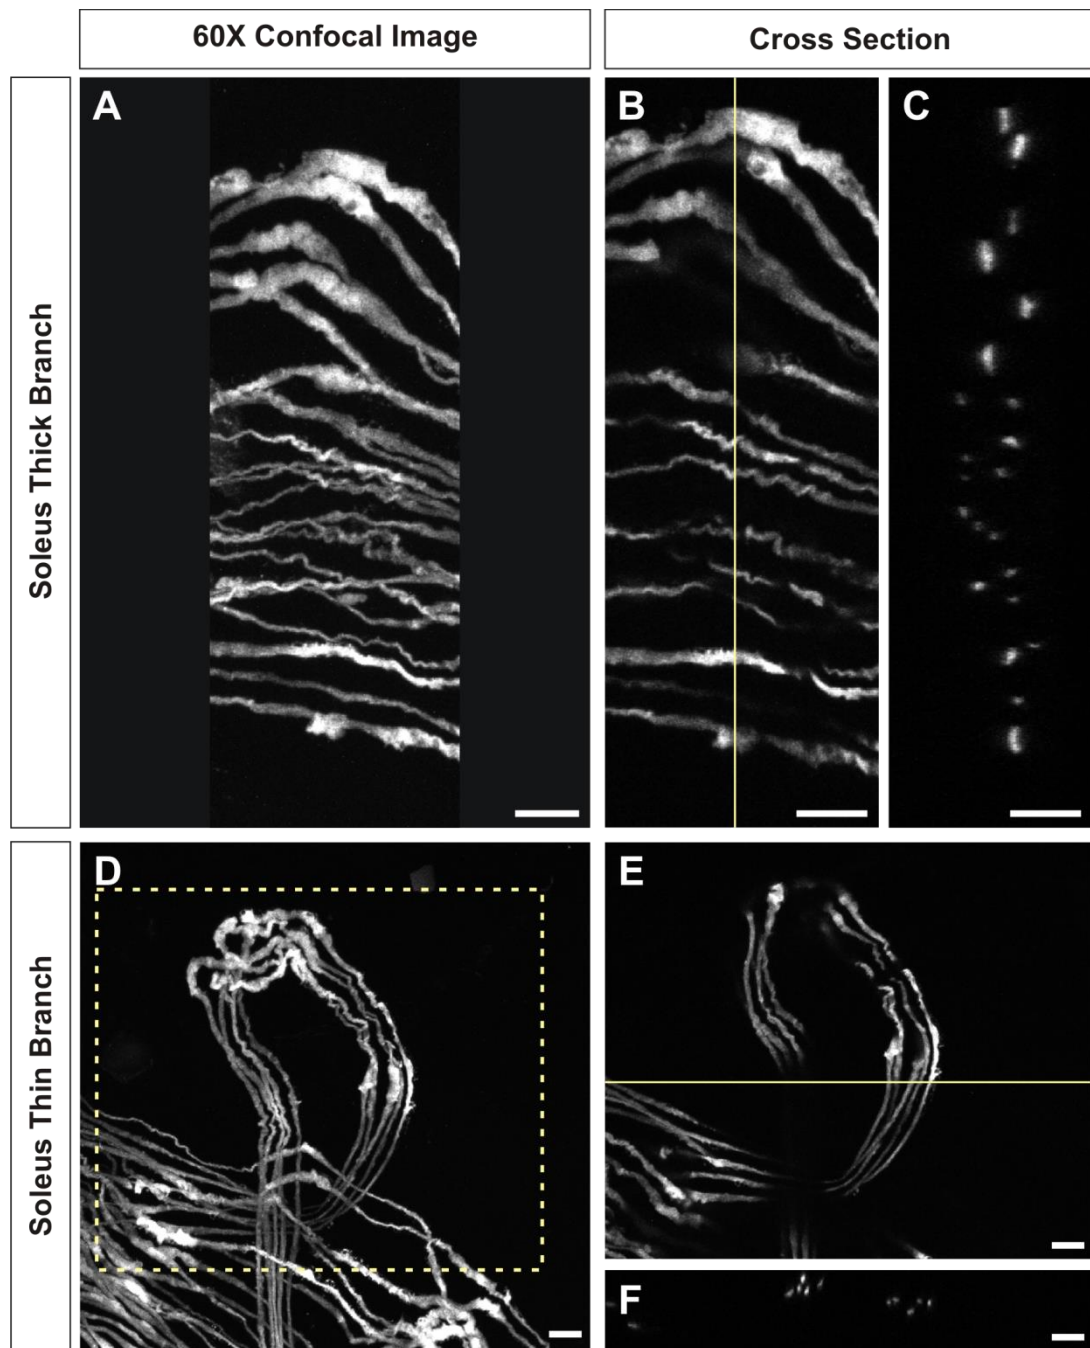 60X Confocal Image
Cross Section
Soleus Thick Branch
A
B
C
Soleus Thin Branch
D
E
F